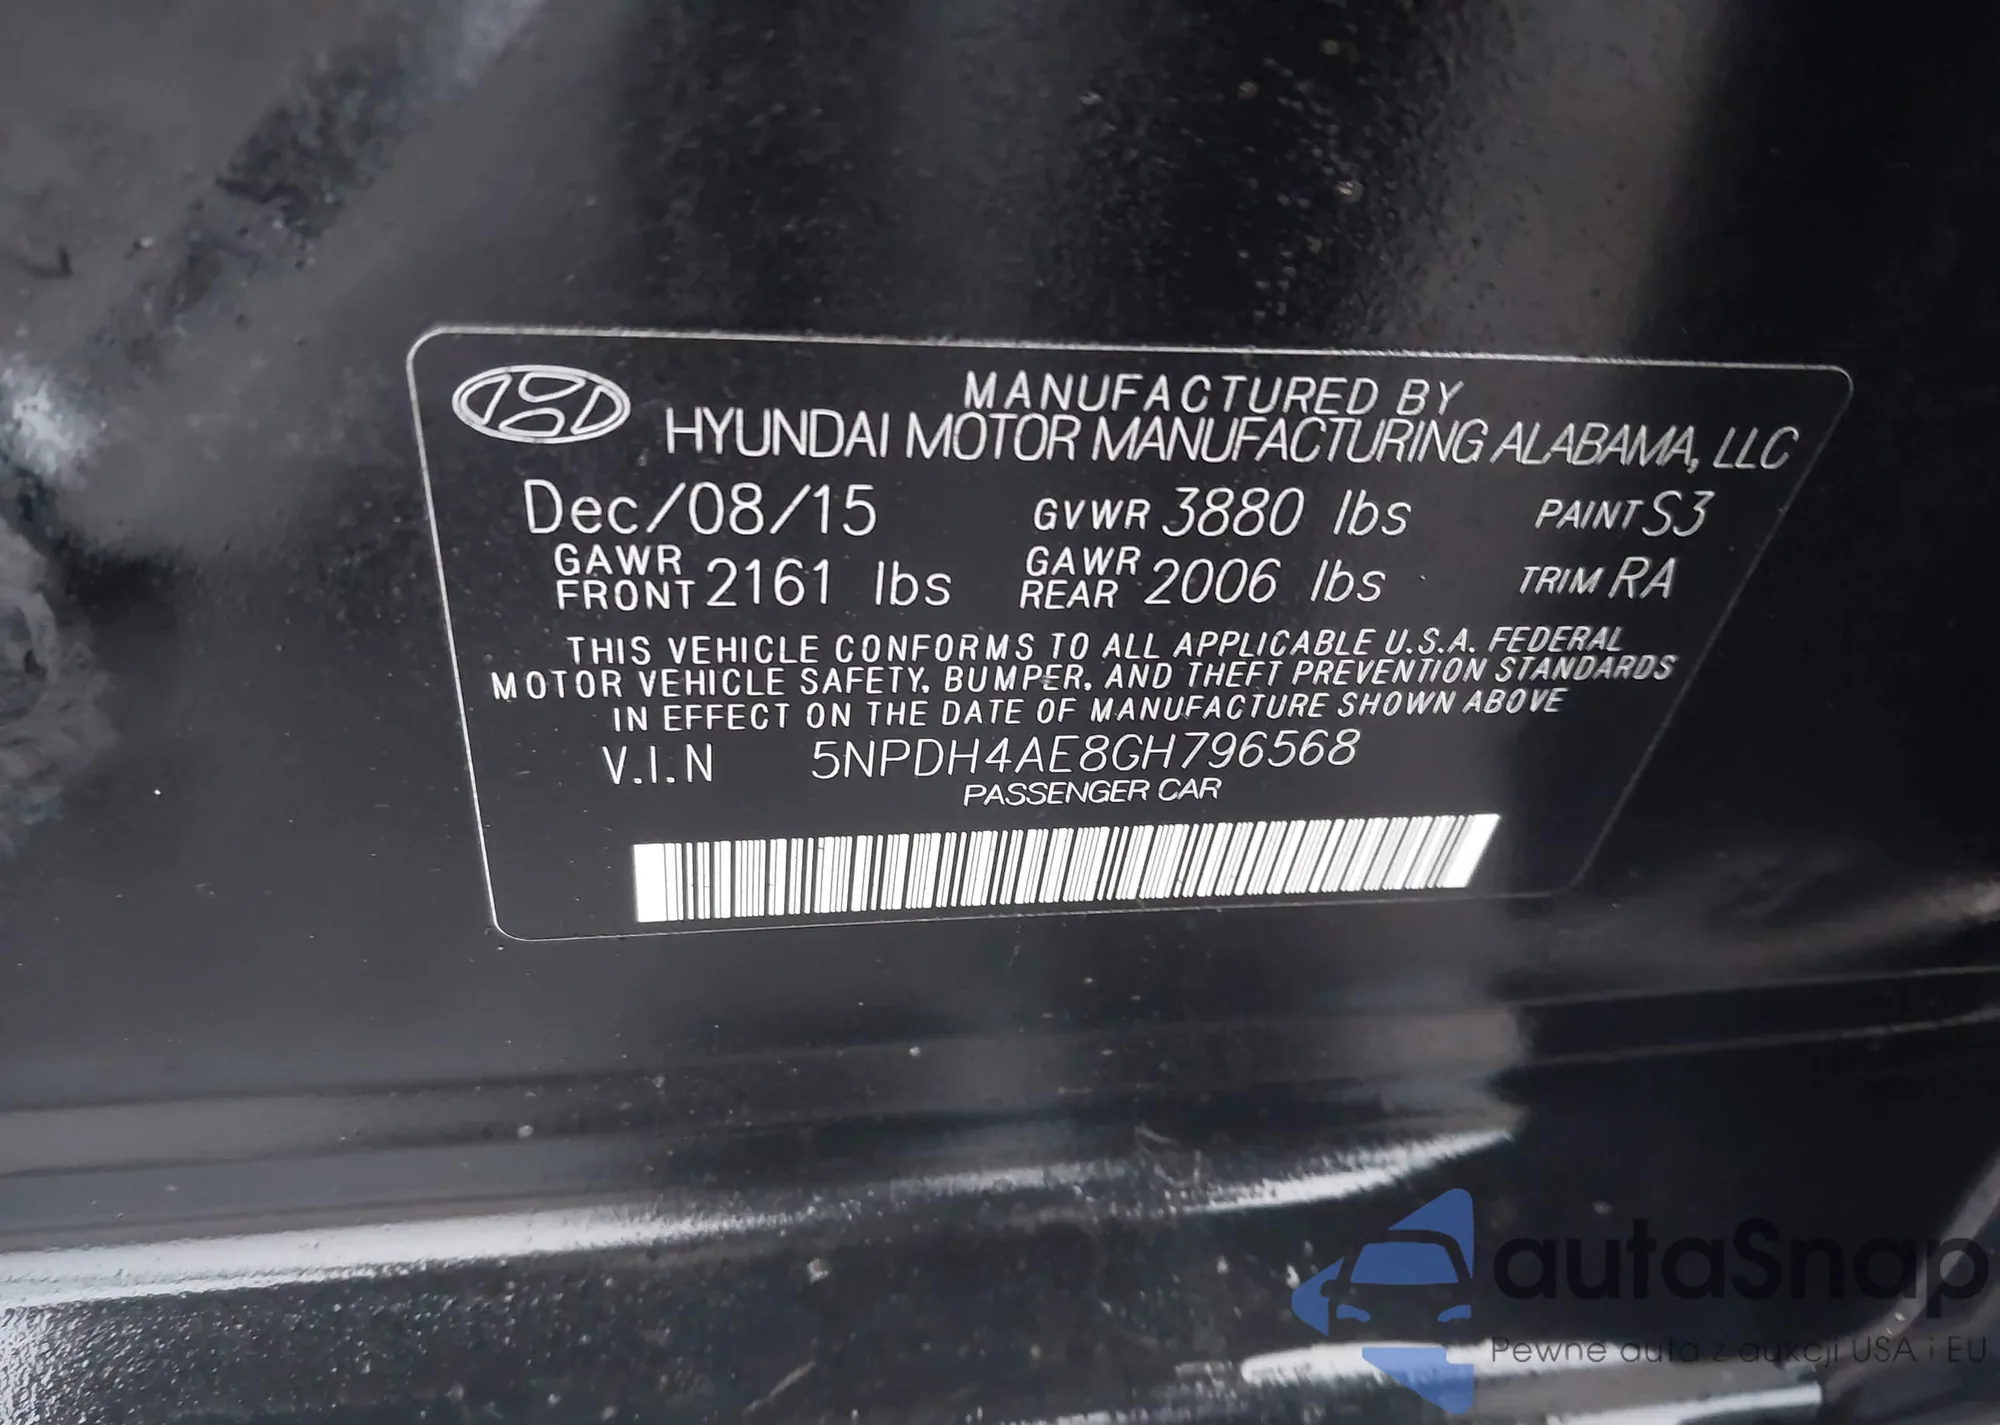 MANUFACTURED BY
HYUNDAI MOTOR MANUFACTURING ALABAMA, LLC
Dec/08/15 GVWR 3880 lbs PAINT S3
GAWR FRONT 2161 lbs GAWR REAR 2006 lbs TRIM RA
THIS VEHICLE CONFORMS TO ALL APPLICABLE U.S.A. FEDERAL
MOTOR VEHICLE SAFETY, BUMPER, AND THEFT PREVENTION STANDARDS
IN EFFECT ON THE DATE OF MANUFACTURE SHOWN ABOVE
V.I.N 5NPDH4AE8GH796568
PASSENGER CAR
autaSnap
Pewne auta z aukcji USA i EU